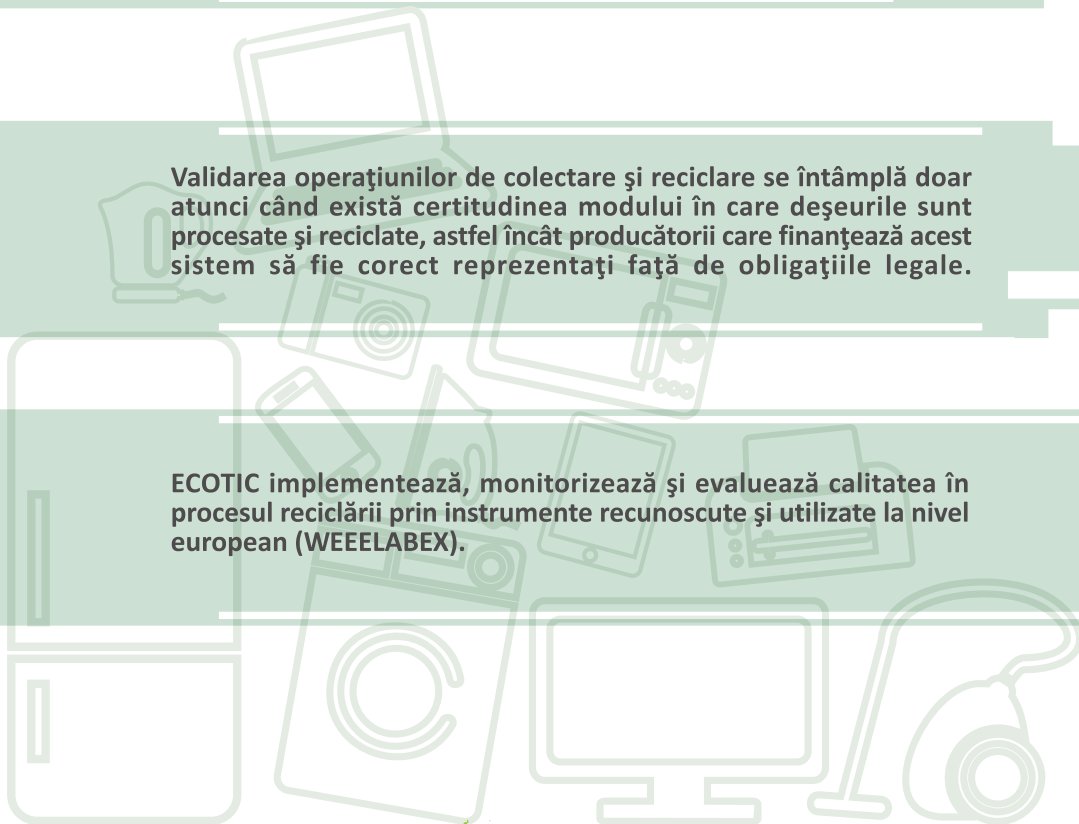 Validarea operaţiunilor de colectare şi reciclare se întâmplă doar
atunci când există certitudinea modului în care deşeurile sunt
procesate şi reciclate, astfel încât producătorii care finanţează acest
sistem să fie corect reprezentaţi faţă de obligaţiile legale.
ECOTIC implementează, monitorizează şi evaluează calitatea în
procesul reciclării prin instrumente recunoscute şi utilizate la nivel
european (WEEELABEX).